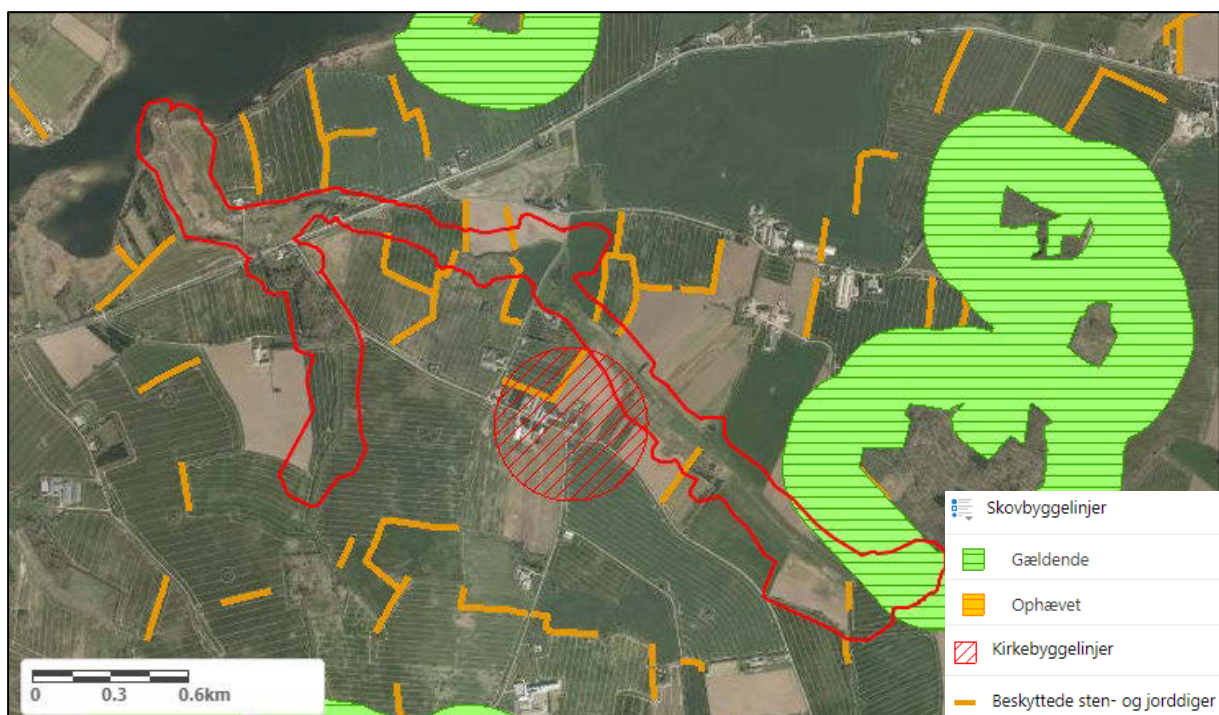 Skovbyggelinjer
Gældende
Ophævet
Kirkebyggelinjer
Beskyttede sten- og jorddiger
0 0.3 0.6km